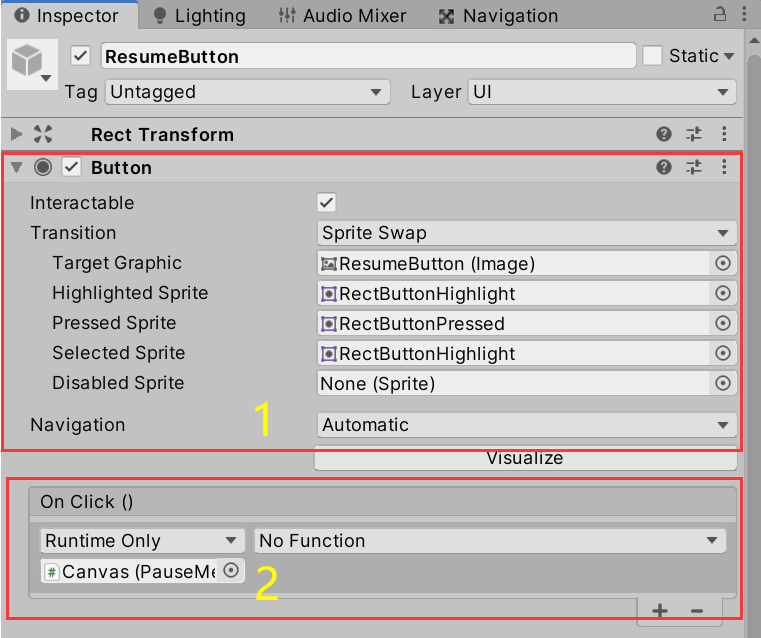 Inspector Lighting Audio Mixer Navigation
ResumeButton Static
Tag Untagged Layer UI
Rect Transform
Button
Interactable
Transition Sprite Swap
Target Graphic ResumeButton (Image)
Highlighted Sprite RectButtonHighlight
Pressed Sprite RectButtonPressed
Selected Sprite RectButtonHighlight
Disabled Sprite None (Sprite)
Navigation 1 Automatic
Visualize
On Click ()
Runtime Only No Function
# Canvas (PauseMe 2